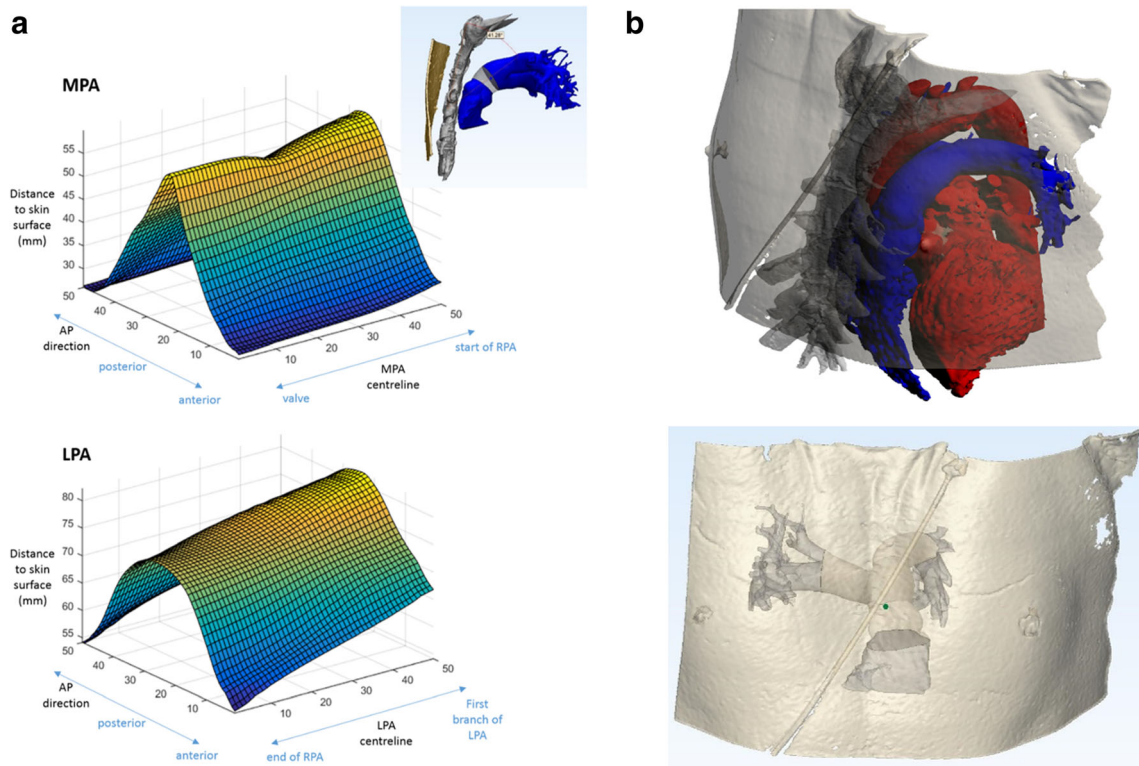 a
b
MPA
41.28°
Distance
to skin
surface
(mm)
55
50
45
40
35
30
50
40
30
20
10
10
20
30
40
50
AP
direction
posterior
anterior
MPA
centreline
valve
start of RPA
LPA
Distance
to skin
surface
(mm)
80
75
70
65
60
55
50
40
30
20
10
10
20
30
40
50
AP
direction
posterior
anterior
LPA
centreline
end of RPA
First
branch of
LPA